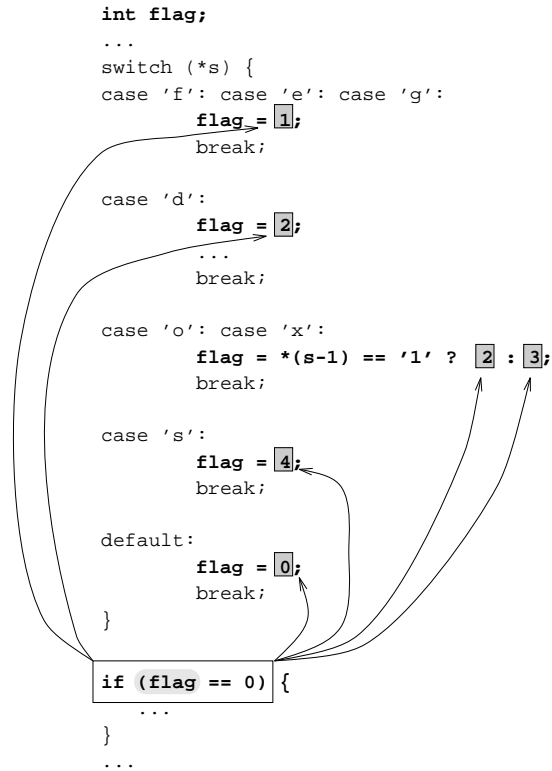 int flag;
...
switch (*s) {
case 'f': case 'e': case 'g':
flag = 1;
break;
case 'd':
flag = 2;
...
break;
case 'o': case 'x':
flag = *(s-1) == '1' ? 2 : 3;
break;
case 's':
flag = 4;
break;
default:
flag = 0;
break;
}
if (flag == 0) {
...
}
...